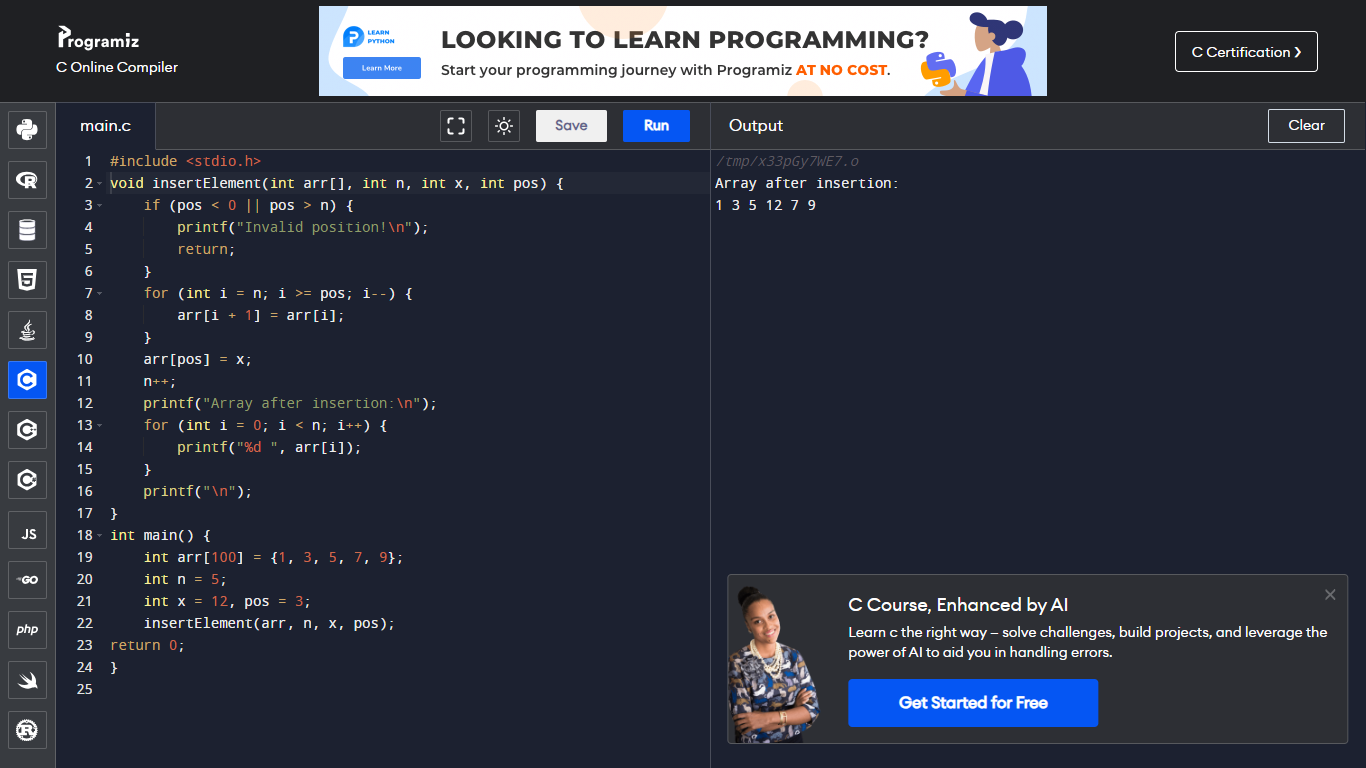 Programiz
C Online Compiler
LEARN
PYTHON
Learn More
LOOKING TO LEARN PROGRAMMING?
Start your programming journey with Programiz AT NO COST.
C Certification
main.c
Save
Run
Output
Clear
1 #include <stdio.h>
2 void insertElement(int arr[], int n, int x, int pos) {
3     if (pos < 0 || pos > n) {
4         printf("Invalid position!\n");
5         return;
6     }
7     for (int i = n; i >= pos; i--) {
8         arr[i + 1] = arr[i];
9     }
10     arr[pos] = x;
11     n++;
12     printf("Array after insertion:\n");
13     for (int i = 0; i < n; i++) {
14         printf("%d ", arr[i]);
15     }
16     printf("\n");
17 }
18 int main() {
19     int arr[100] = {1, 3, 5, 7, 9};
20     int n = 5;
21     int x = 12, pos = 3;
22     insertElement(arr, n, x, pos);
23 return 0;
24 }
25
/tmp/x33pGy7WE7.o
Array after insertion:
1 3 5 12 7 9
R
5
C
C
C
JS
GO
php
R
C Course, Enhanced by AI
Learn c the right way – solve challenges, build projects, and leverage the
power of AI to aid you in handling errors.
Get Started for Free